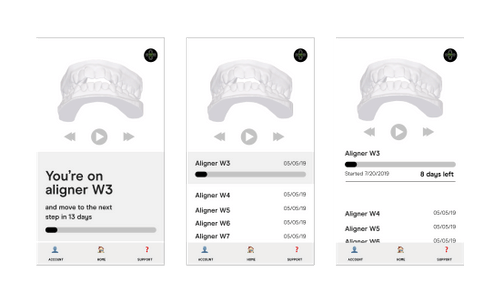 You're on
aligner W3
and move to the next
step in 13 days
ACCOUNT
HOME
SUPPORT
Aligner W3 05/05/19
Aligner W4 05/05/19
Aligner W5 05/05/19
Aligner W6 05/05/19
Aligner W7 05/05/19
ACCOUNT
HOME
SUPPORT
Aligner W3
Started 7/20/2019 8 days left
Aligner W4 05/05/19
Aligner W5 05/05/19
Aligner W6 05/05/19
ACCOUNT
HOME
SUPPORT